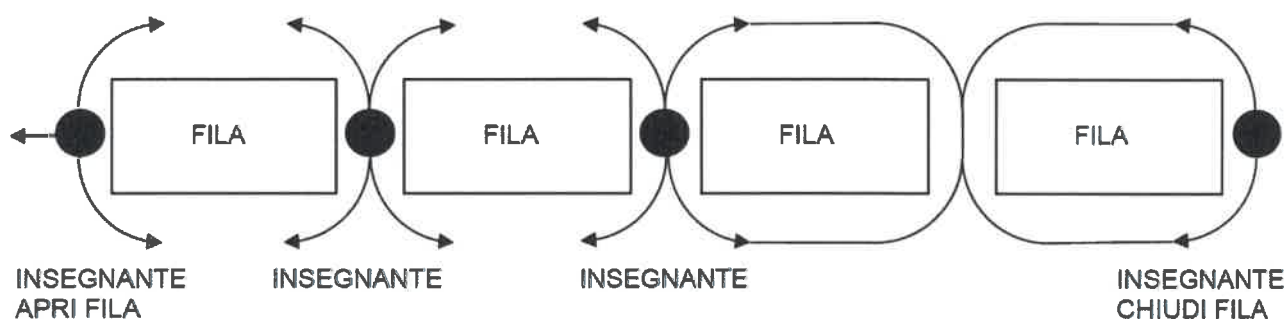 FILA FILA FILA FILA
INSEGNANTE
APRI FILA
INSEGNANTE
INSEGNANTE
INSEGNANTE
CHIUDI FILA